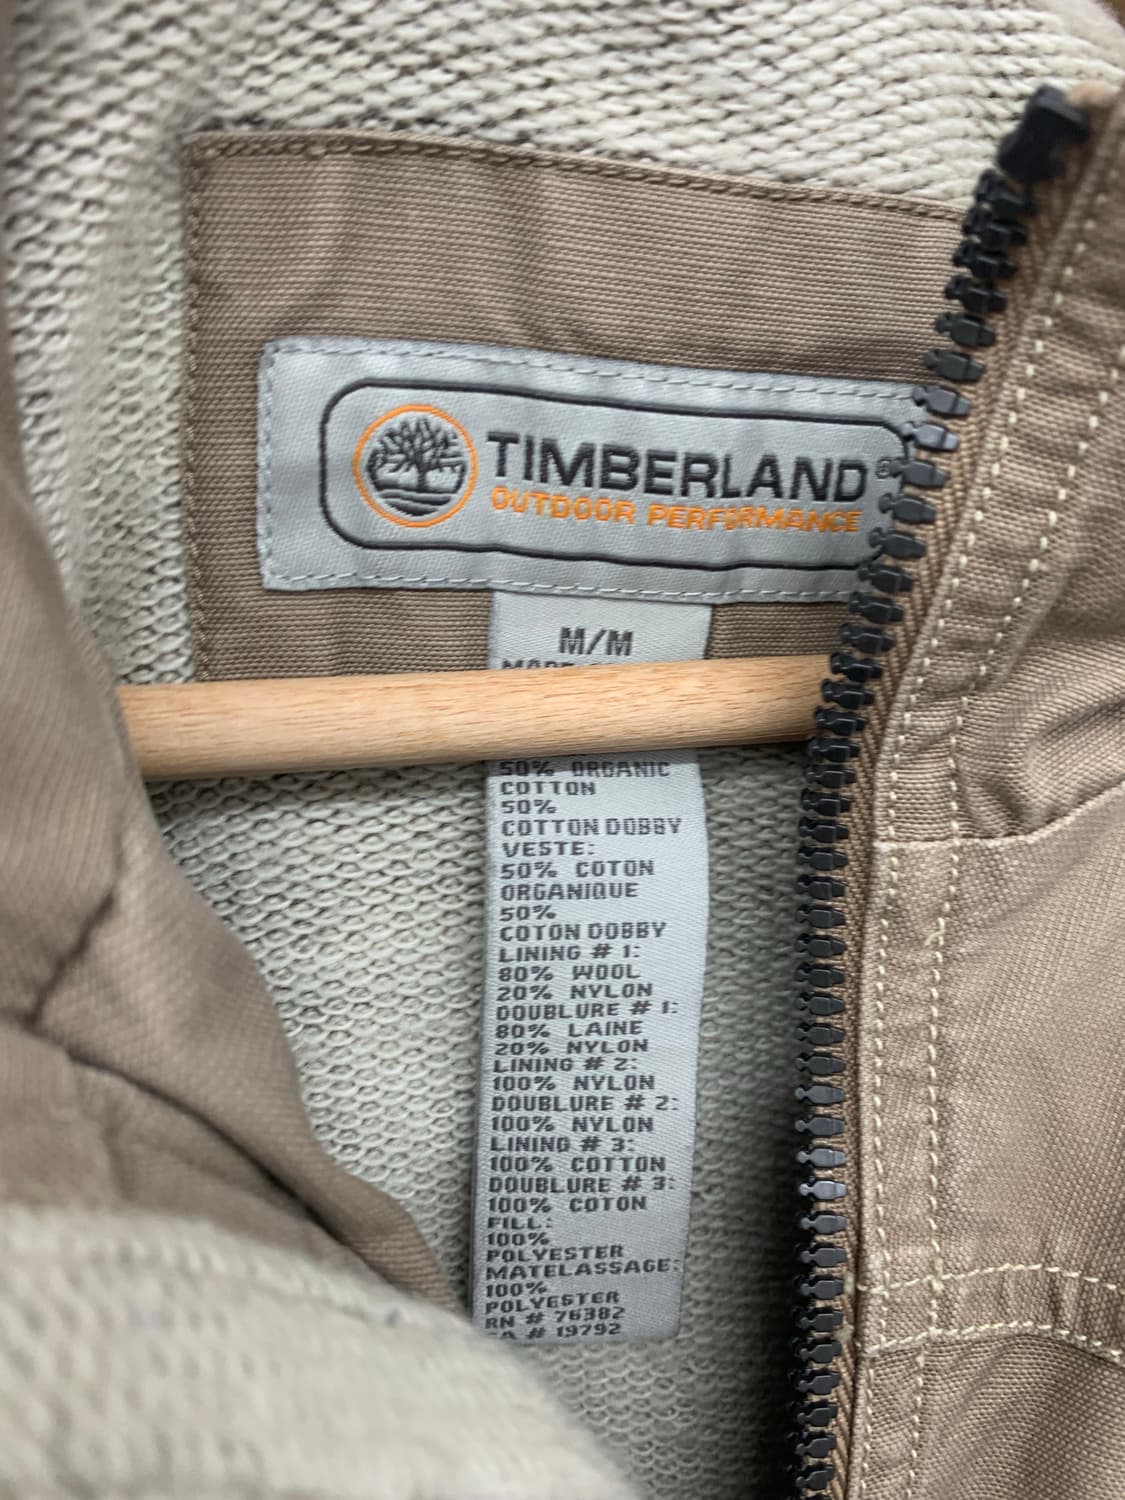 TIMBERLAND®
OUTDOOR PERFORMANCE
M/M
50% ORGANIC
COTTON
50%
COTTON DOBBY
VESTE:
50% COTON
ORGANIQUE
50%
COTON DOBBY
LINING # 1:
80% WOOL
20% NYLON
DOUBLURE # 1:
80% LAINE
20% NYLON
LINING # 2:
100% NYLON
DOUBLURE # 2:
100% NYLON
LINING # 3:
100% COTTON
DOUBLURE # 3:
100% COTON
FILL:
100%
POLYESTER
MATELASSAGE:
100%
POLYESTER
RN # 76382
CA # 19792